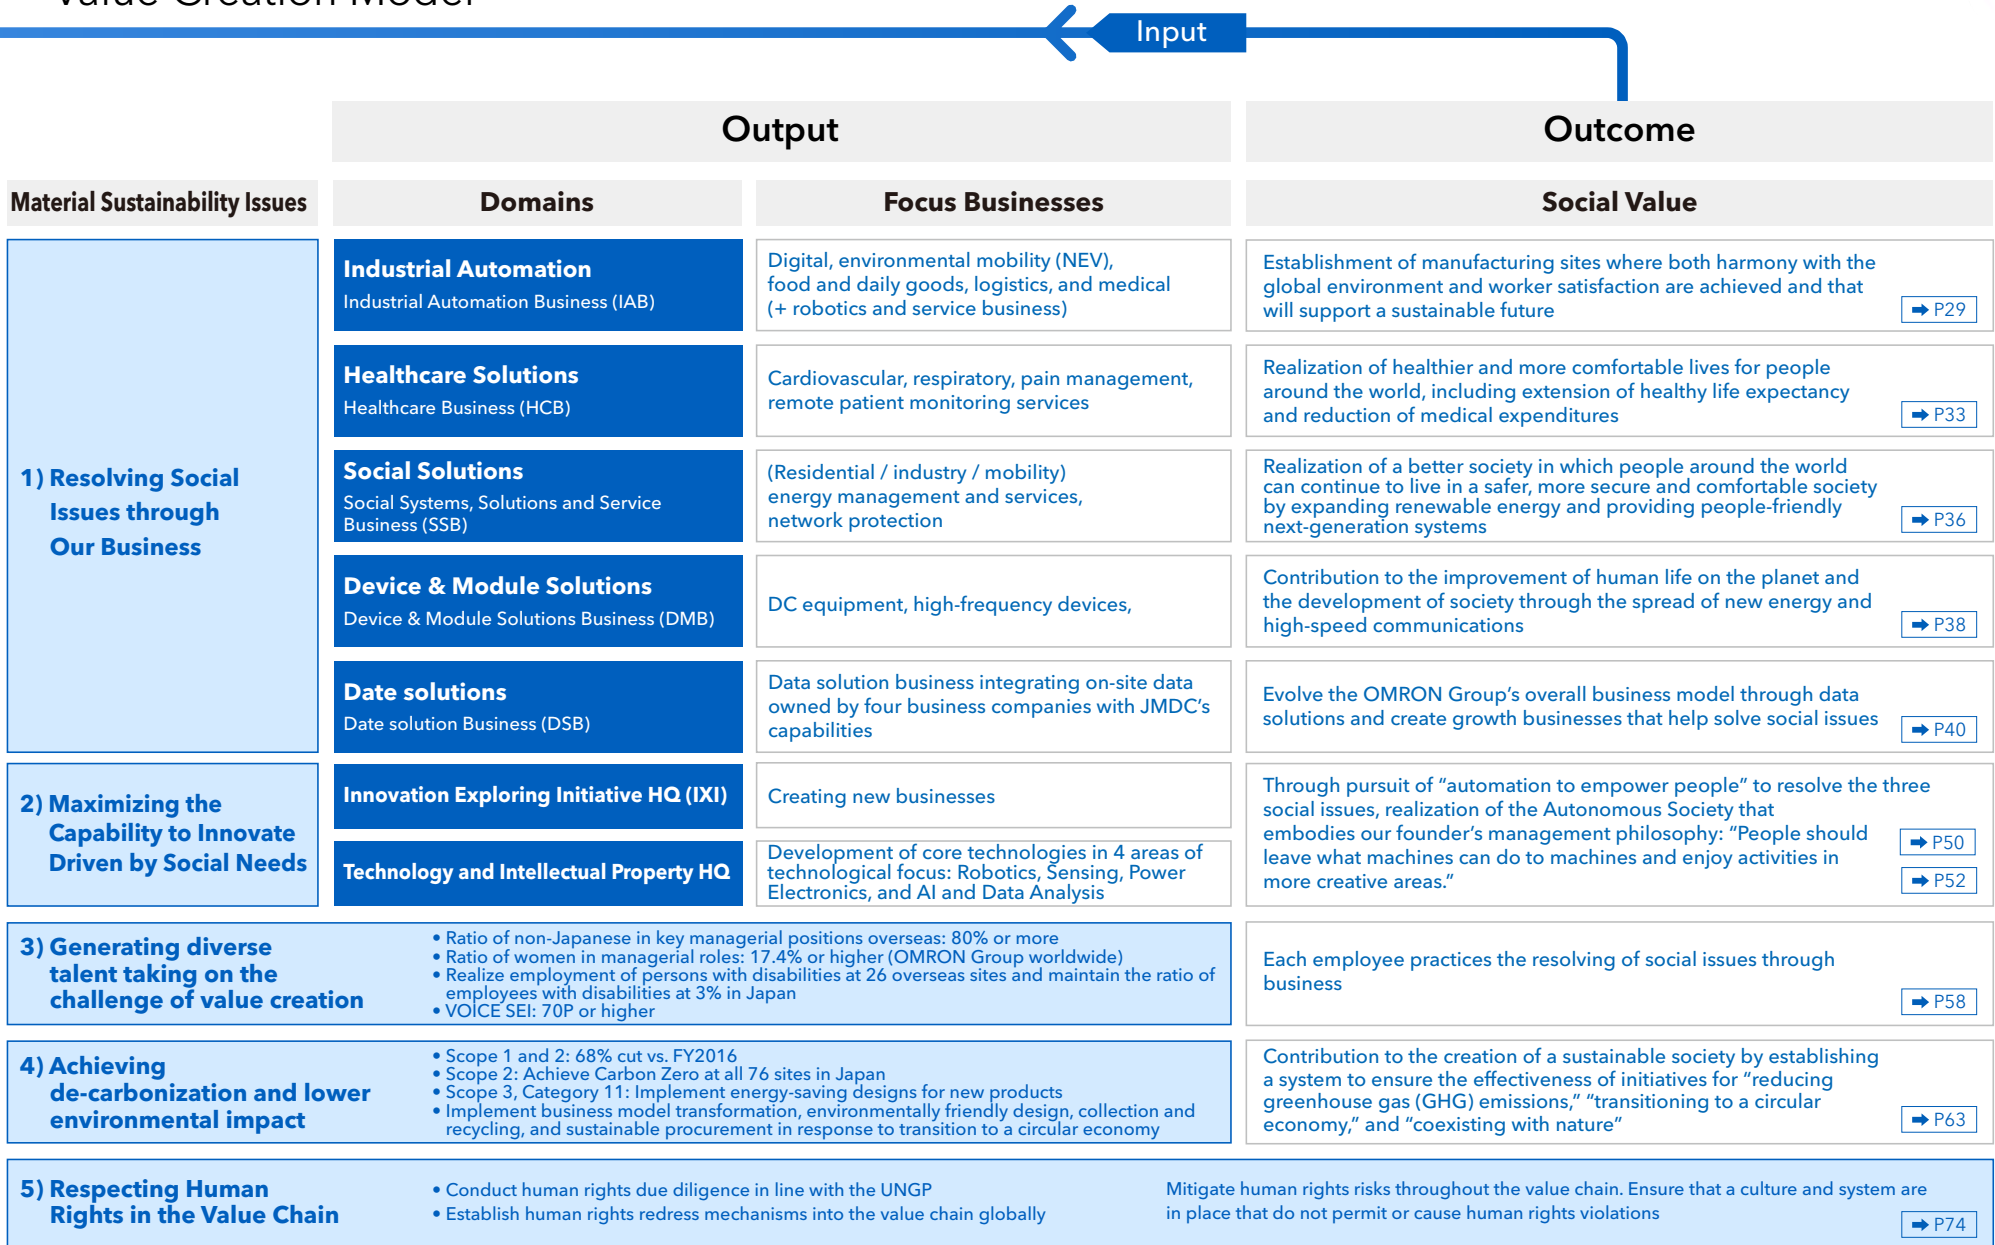 Value Creation Model
Input
Output
Outcome
Material Sustainability Issues
Domains
Focus Businesses
Social Value
1) Resolving Social
Issues through
Our Business
Industrial Automation
Industrial Automation Business (IAB)
Digital, environmental mobility (NEV),
food and daily goods, logistics, and medical
(+ robotics and service business)
Establishment of manufacturing sites where both harmony with the
global environment and worker satisfaction are achieved and that
will support a sustainable future
➡ P29
Healthcare Solutions
Healthcare Business (HCB)
Cardiovascular, respiratory, pain management,
remote patient monitoring services
Realization of healthier and more comfortable lives for people
around the world, including extension of healthy life expectancy
and reduction of medical expenditures
➡ P33
Social Solutions
Social Systems, Solutions and Service
Business (SSB)
(Residential / industry / mobility)
energy management and services,
network protection
Realization of a better society in which people around the world
can continue to live in a safer, more secure and comfortable society
by expanding renewable energy and providing people-friendly
next-generation systems
➡ P36
Device & Module Solutions
Device & Module Solutions Business (DMB)
DC equipment, high-frequency devices,
Contribution to the improvement of human life on the planet and
the development of society through the spread of new energy and
high-speed communications
➡ P38
Date solutions
Date solution Business (DSB)
Data solution business integrating on-site data
owned by four business companies with JMDC's
capabilities
Evolve the OMRON Group's overall business model through data
solutions and create growth businesses that help solve social issues
➡ P40
2) Maximizing the
Capability to Innovate
Driven by Social Needs
Innovation Exploring Initiative HQ (IXI)
Creating new businesses
Technology and Intellectual Property HQ
Development of core technologies in 4 areas of
technological focus: Robotics, Sensing, Power
Electronics, and AI and Data Analysis
Through pursuit of “automation to empower people” to resolve the three
social issues, realization of the Autonomous Society that
embodies our founder's management philosophy: “People should
leave what machines can do to machines and enjoy activities in
more creative areas.”
➡ P50
➡ P52
3) Generating diverse
talent taking on the
challenge of value creation
• Ratio of non-Japanese in key managerial positions overseas: 80% or more
• Ratio of women in managerial roles: 17.4% or higher (OMRON Group worldwide)
• Realize employment of persons with disabilities at 26 overseas sites and maintain the ratio of
employees with disabilities at 3% in Japan
• VOICE SEI: 70P or higher
Each employee practices the resolving of social issues through
business
➡ P58
4) Achieving
de-carbonization and lower
environmental impact
• Scope 1 and 2: 68% cut vs. FY2016
• Scope 2: Achieve Carbon Zero at all 76 sites in Japan
• Scope 3, Category 11: Implement energy-saving designs for new products
• Implement business model transformation, environmentally friendly design, collection and
recycling, and sustainable procurement in response to transition to a circular economy
Contribution to the creation of a sustainable society by establishing
a system to ensure the effectiveness of initiatives for “reducing
greenhouse gas (GHG) emissions,” “transitioning to a circular
economy,” and “coexisting with nature”
➡ P63
5) Respecting Human
Rights in the Value Chain
• Conduct human rights due diligence in line with the UNGP
• Establish human rights redress mechanisms into the value chain globally
Mitigate human rights risks throughout the value chain. Ensure that a culture and system are
in place that do not permit or cause human rights violations
➡ P74